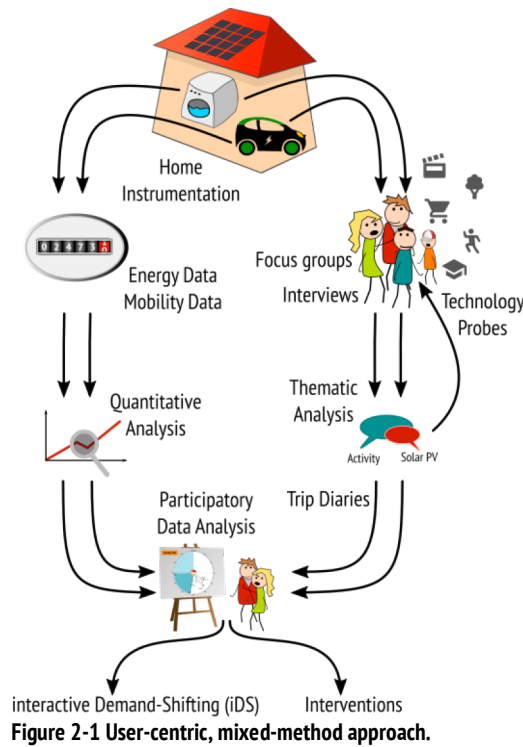 Home
Instrumentation
Energy Data
Mobility Data
Focus groups
Interviews
Technology
Probes
Quantitative
Analysis
Thematic
Analysis
Activity
Solar PV
Participatory
Data Analysis
Trip Diaries
interactive Demand-Shifting (iDS)
Interventions
Figure 2-1 User-centric, mixed-method approach.